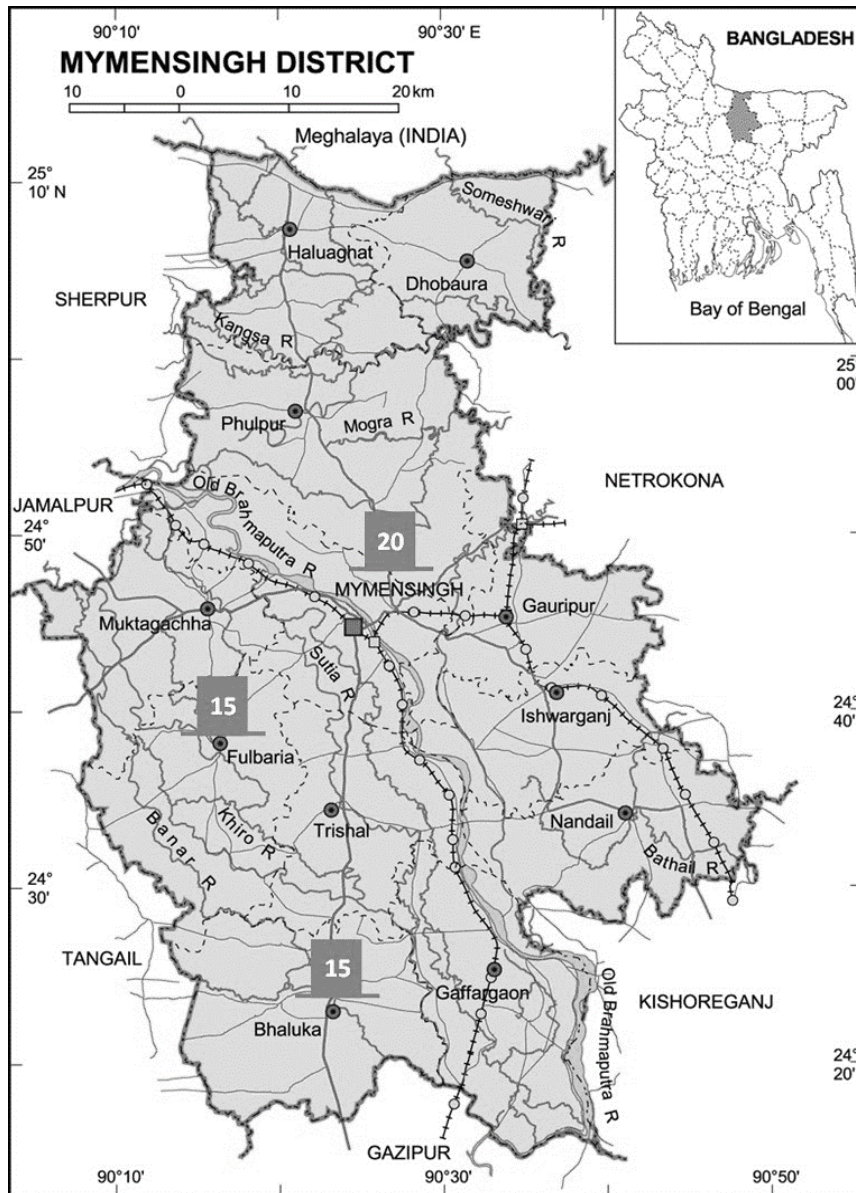 90°10'
90°30' E
MYMENSINGH DISTRICT
BANGLADESH
10 0 10 20 km
Meghalaya (INDIA)
25°
10' N
Someshwari R
Haluaghat
Dhobaura
SHERPUR
Bay of Bengal
Kangsa R
25°
00'
Phulpur
Mogra R
Old Brahmaputra R
NETROKONA
JAMALPUR
24°
50'
20
MYMENSINGH
Muktagachha
Gauripur
Sutia R
15
Ishwarganj
24°
40'
Fulbaria
Khiro R
Trishal
Nandail
Banar R
Bathail R
24°
30'
TANGAIL
15
Gaffargaon
Old Brahmaputra R
KISHOREGANJ
Bhaluka
24°
20'
GAZIPUR
90°10'
90°30'
90°50'